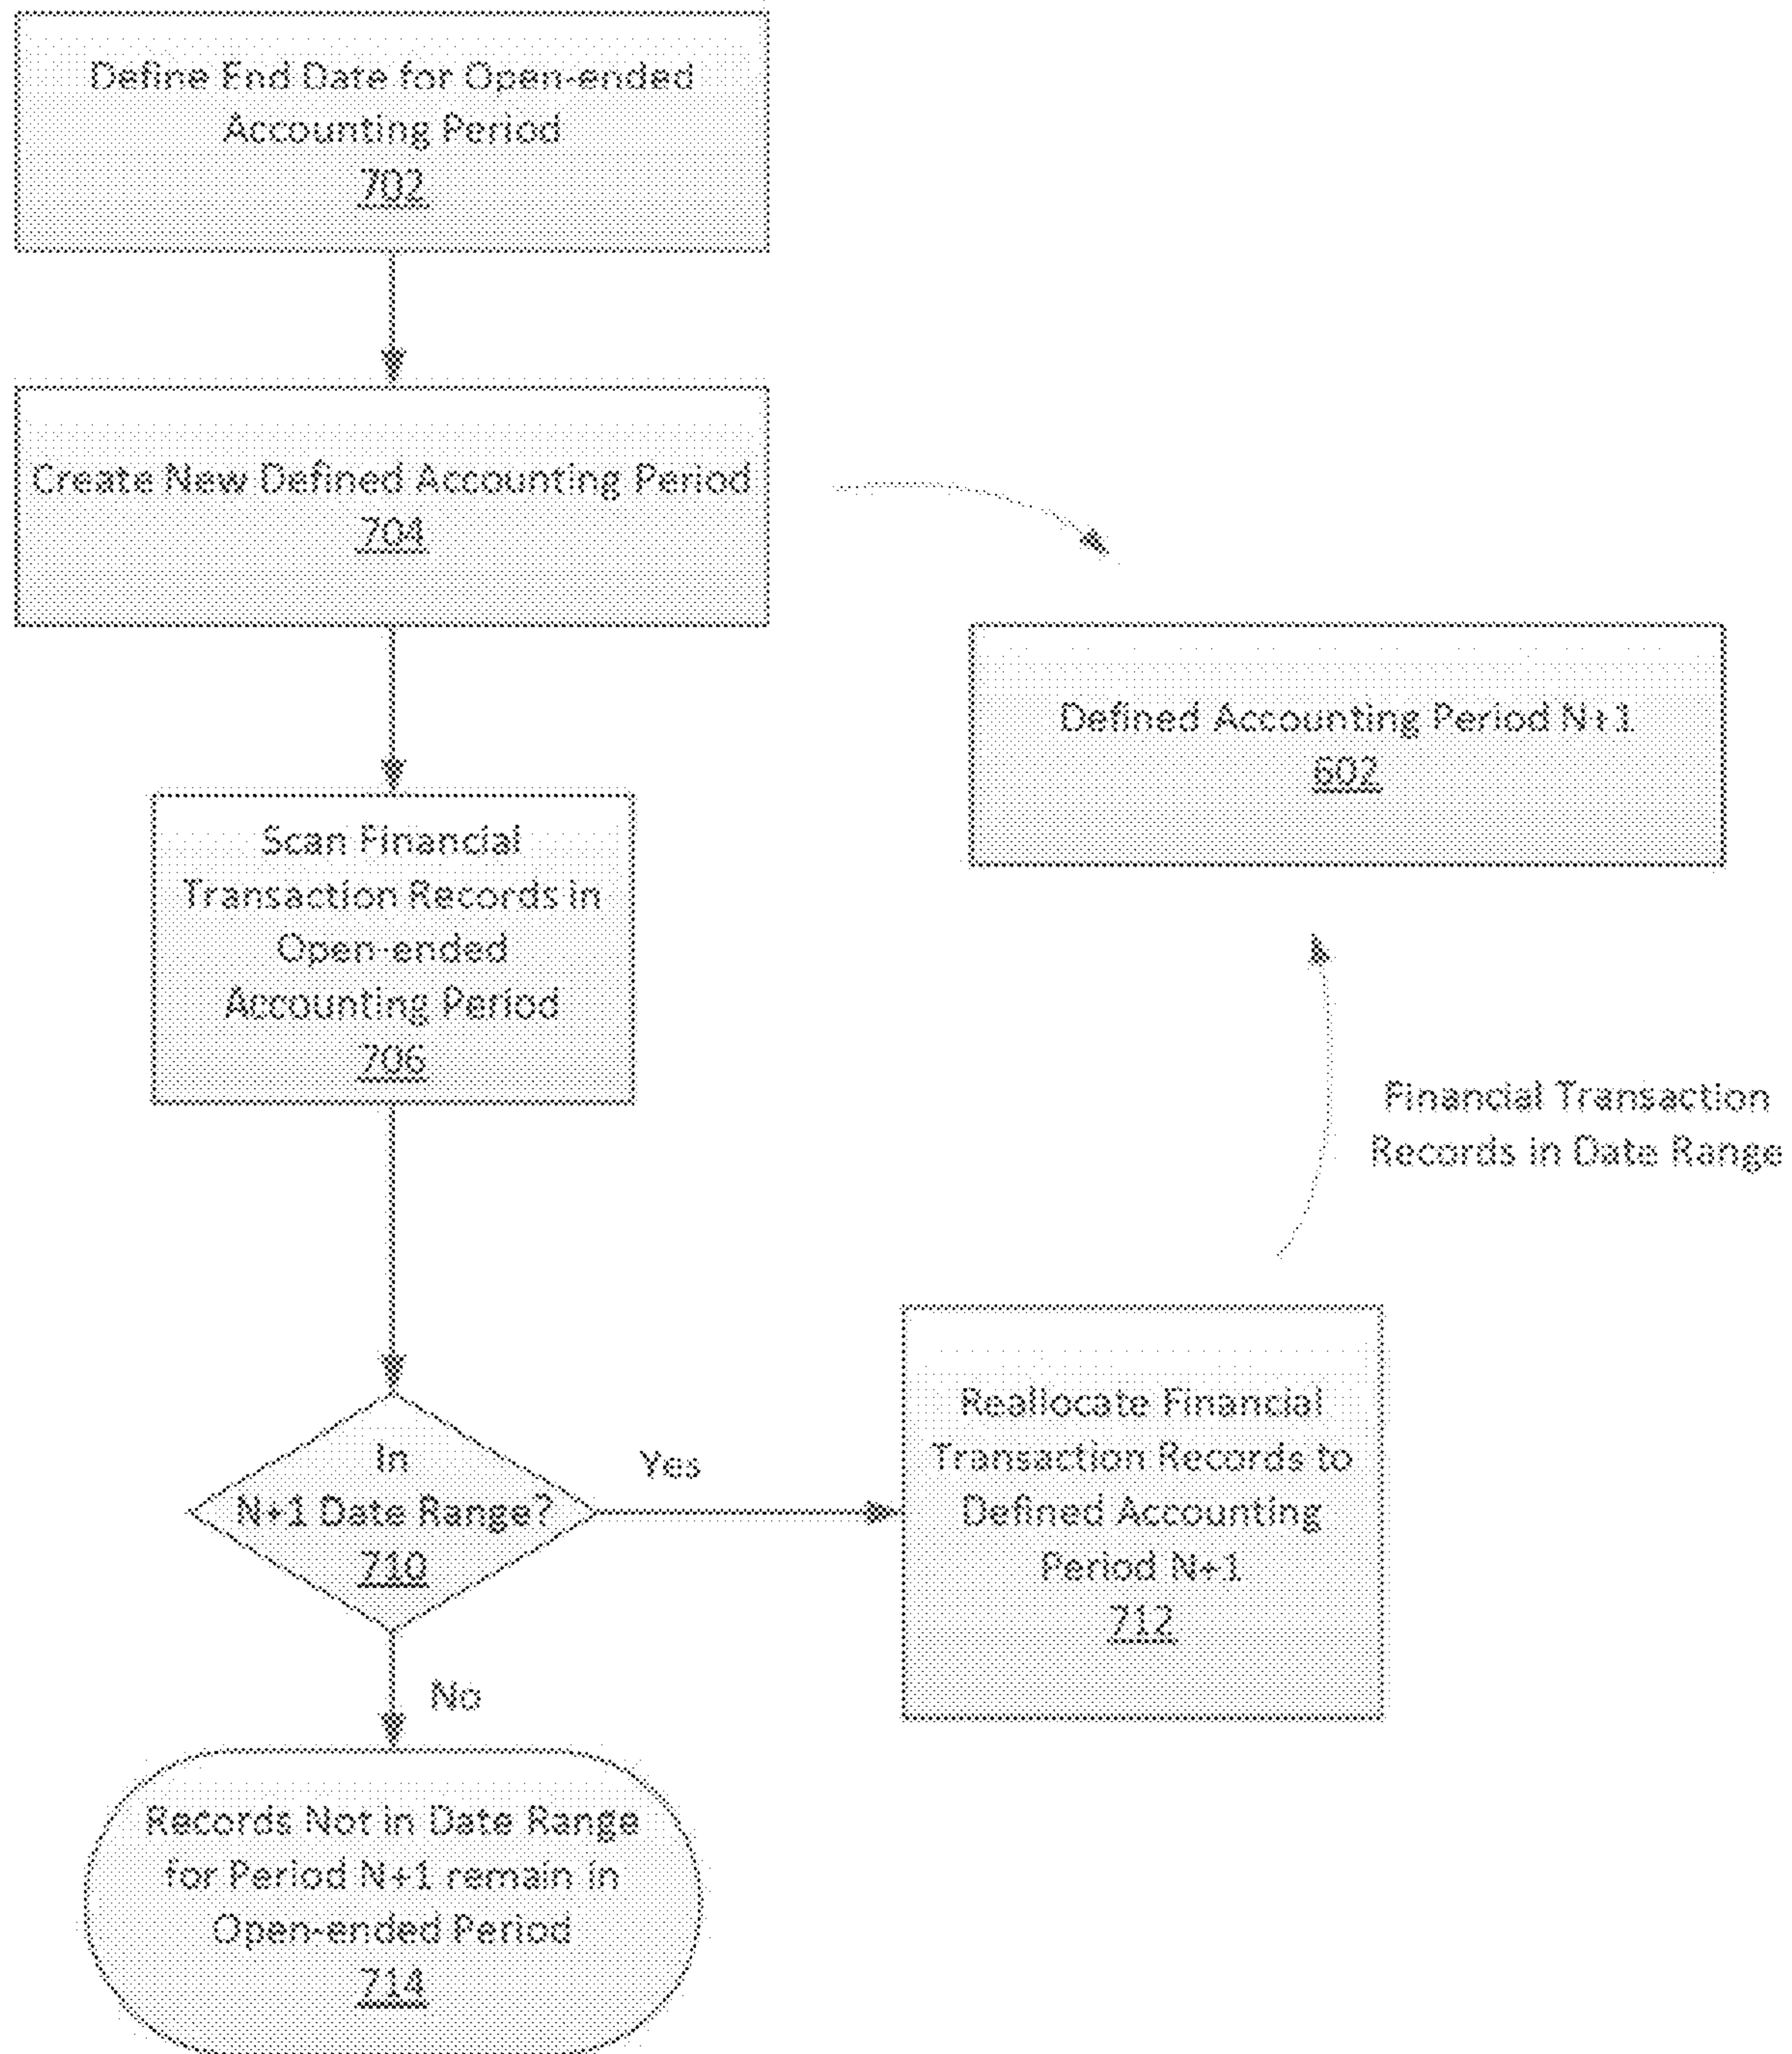 Define End Date for Open-ended
Accounting Period
702
Create New Defined Accounting Period
704
Defined Accounting Period N+1
602
Scan Financial
Transaction Records in
Open-ended
Accounting Period
706
Financial Transaction
Records in Date Range
In
N+1 Date Range?
710
Yes
Reallocate Financial
Transaction Records to
Defined Accounting
Period N+1
712
No
Records Not in Date Range
for Period N+1 remain in
Open-ended Period
714